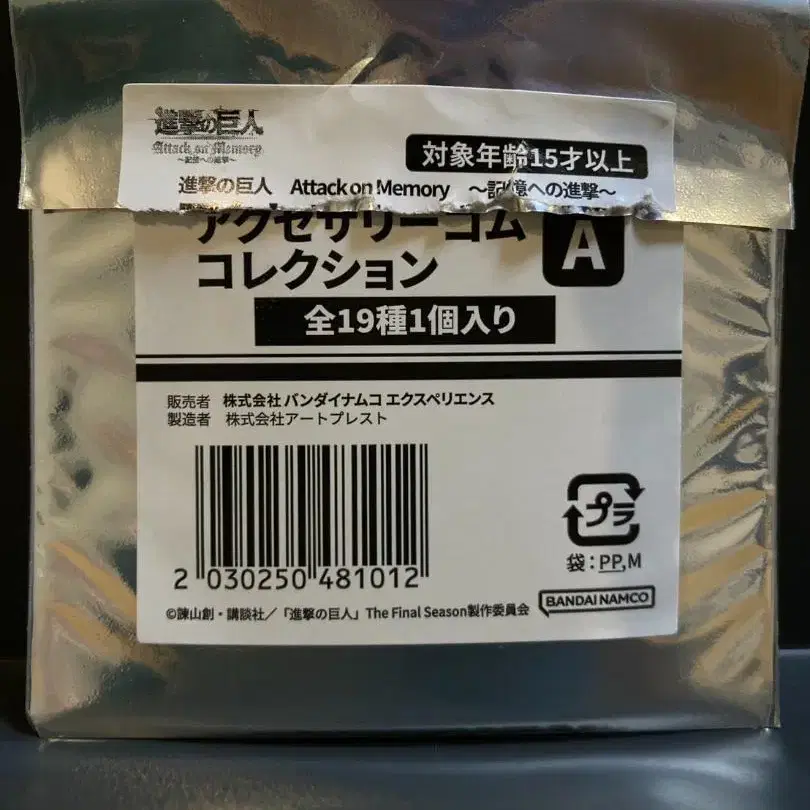 進撃の巨人
Attack on Memory
～記憶への進撃～
対象年齢15才以上
進撃の巨人 Attack on Memory ～記憶への進撃～
アクセサリーゴム
コレクション
A
全19種1個入り
販売者 株式会社 バンダイナムコ エクスペリエンス
製造者 株式会社アートプレスト
プラ
袋：PP,M
2 030250 481012
BANDAI NAMCO
©諫山創・講談社／「進撃の巨人」The Final Season製作委員会